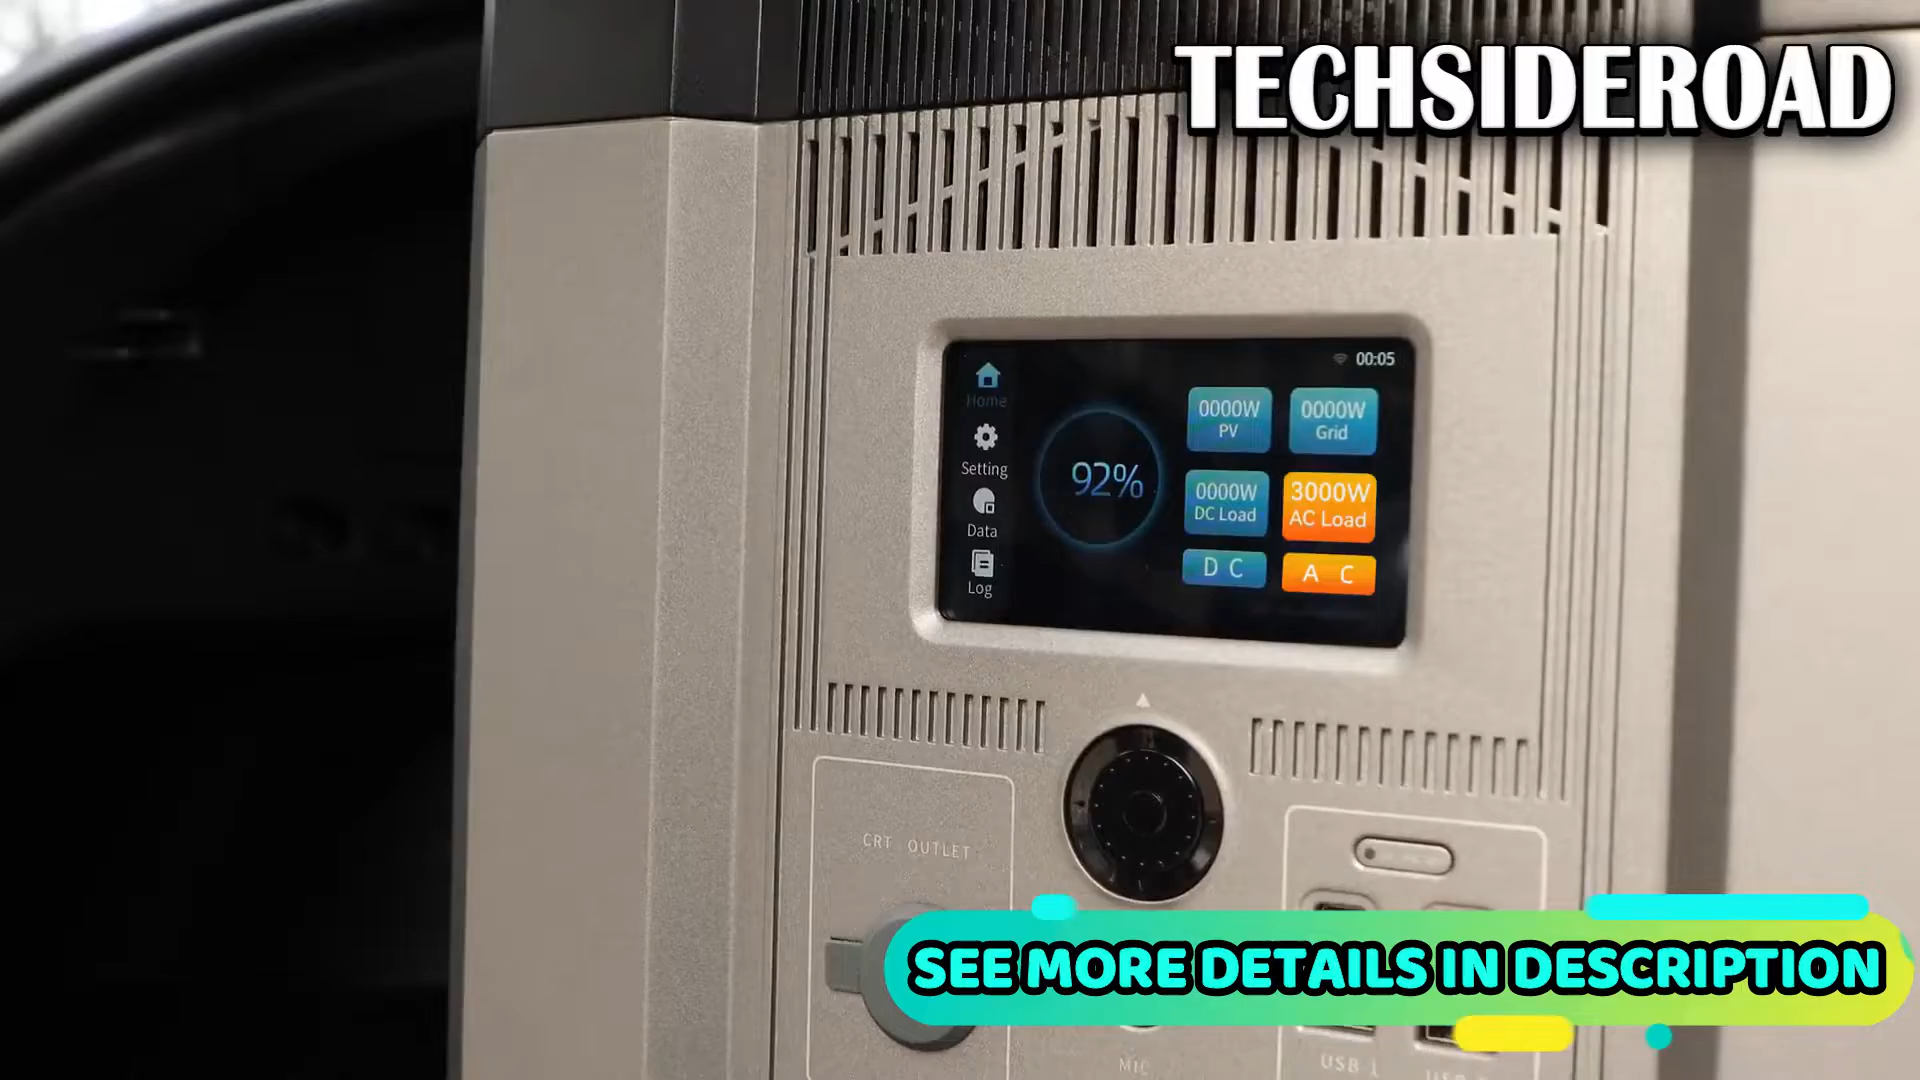 TECHSIDEROAD
00:05
Home
Setting
Data
Log
92%
0000W
PV
0000W
Grid
0000W
DC Load
3000W
AC Load
D C
A C
CRT OUTLET
SEE MORE DETAILS IN DESCRIPTION
MIC
USB 1